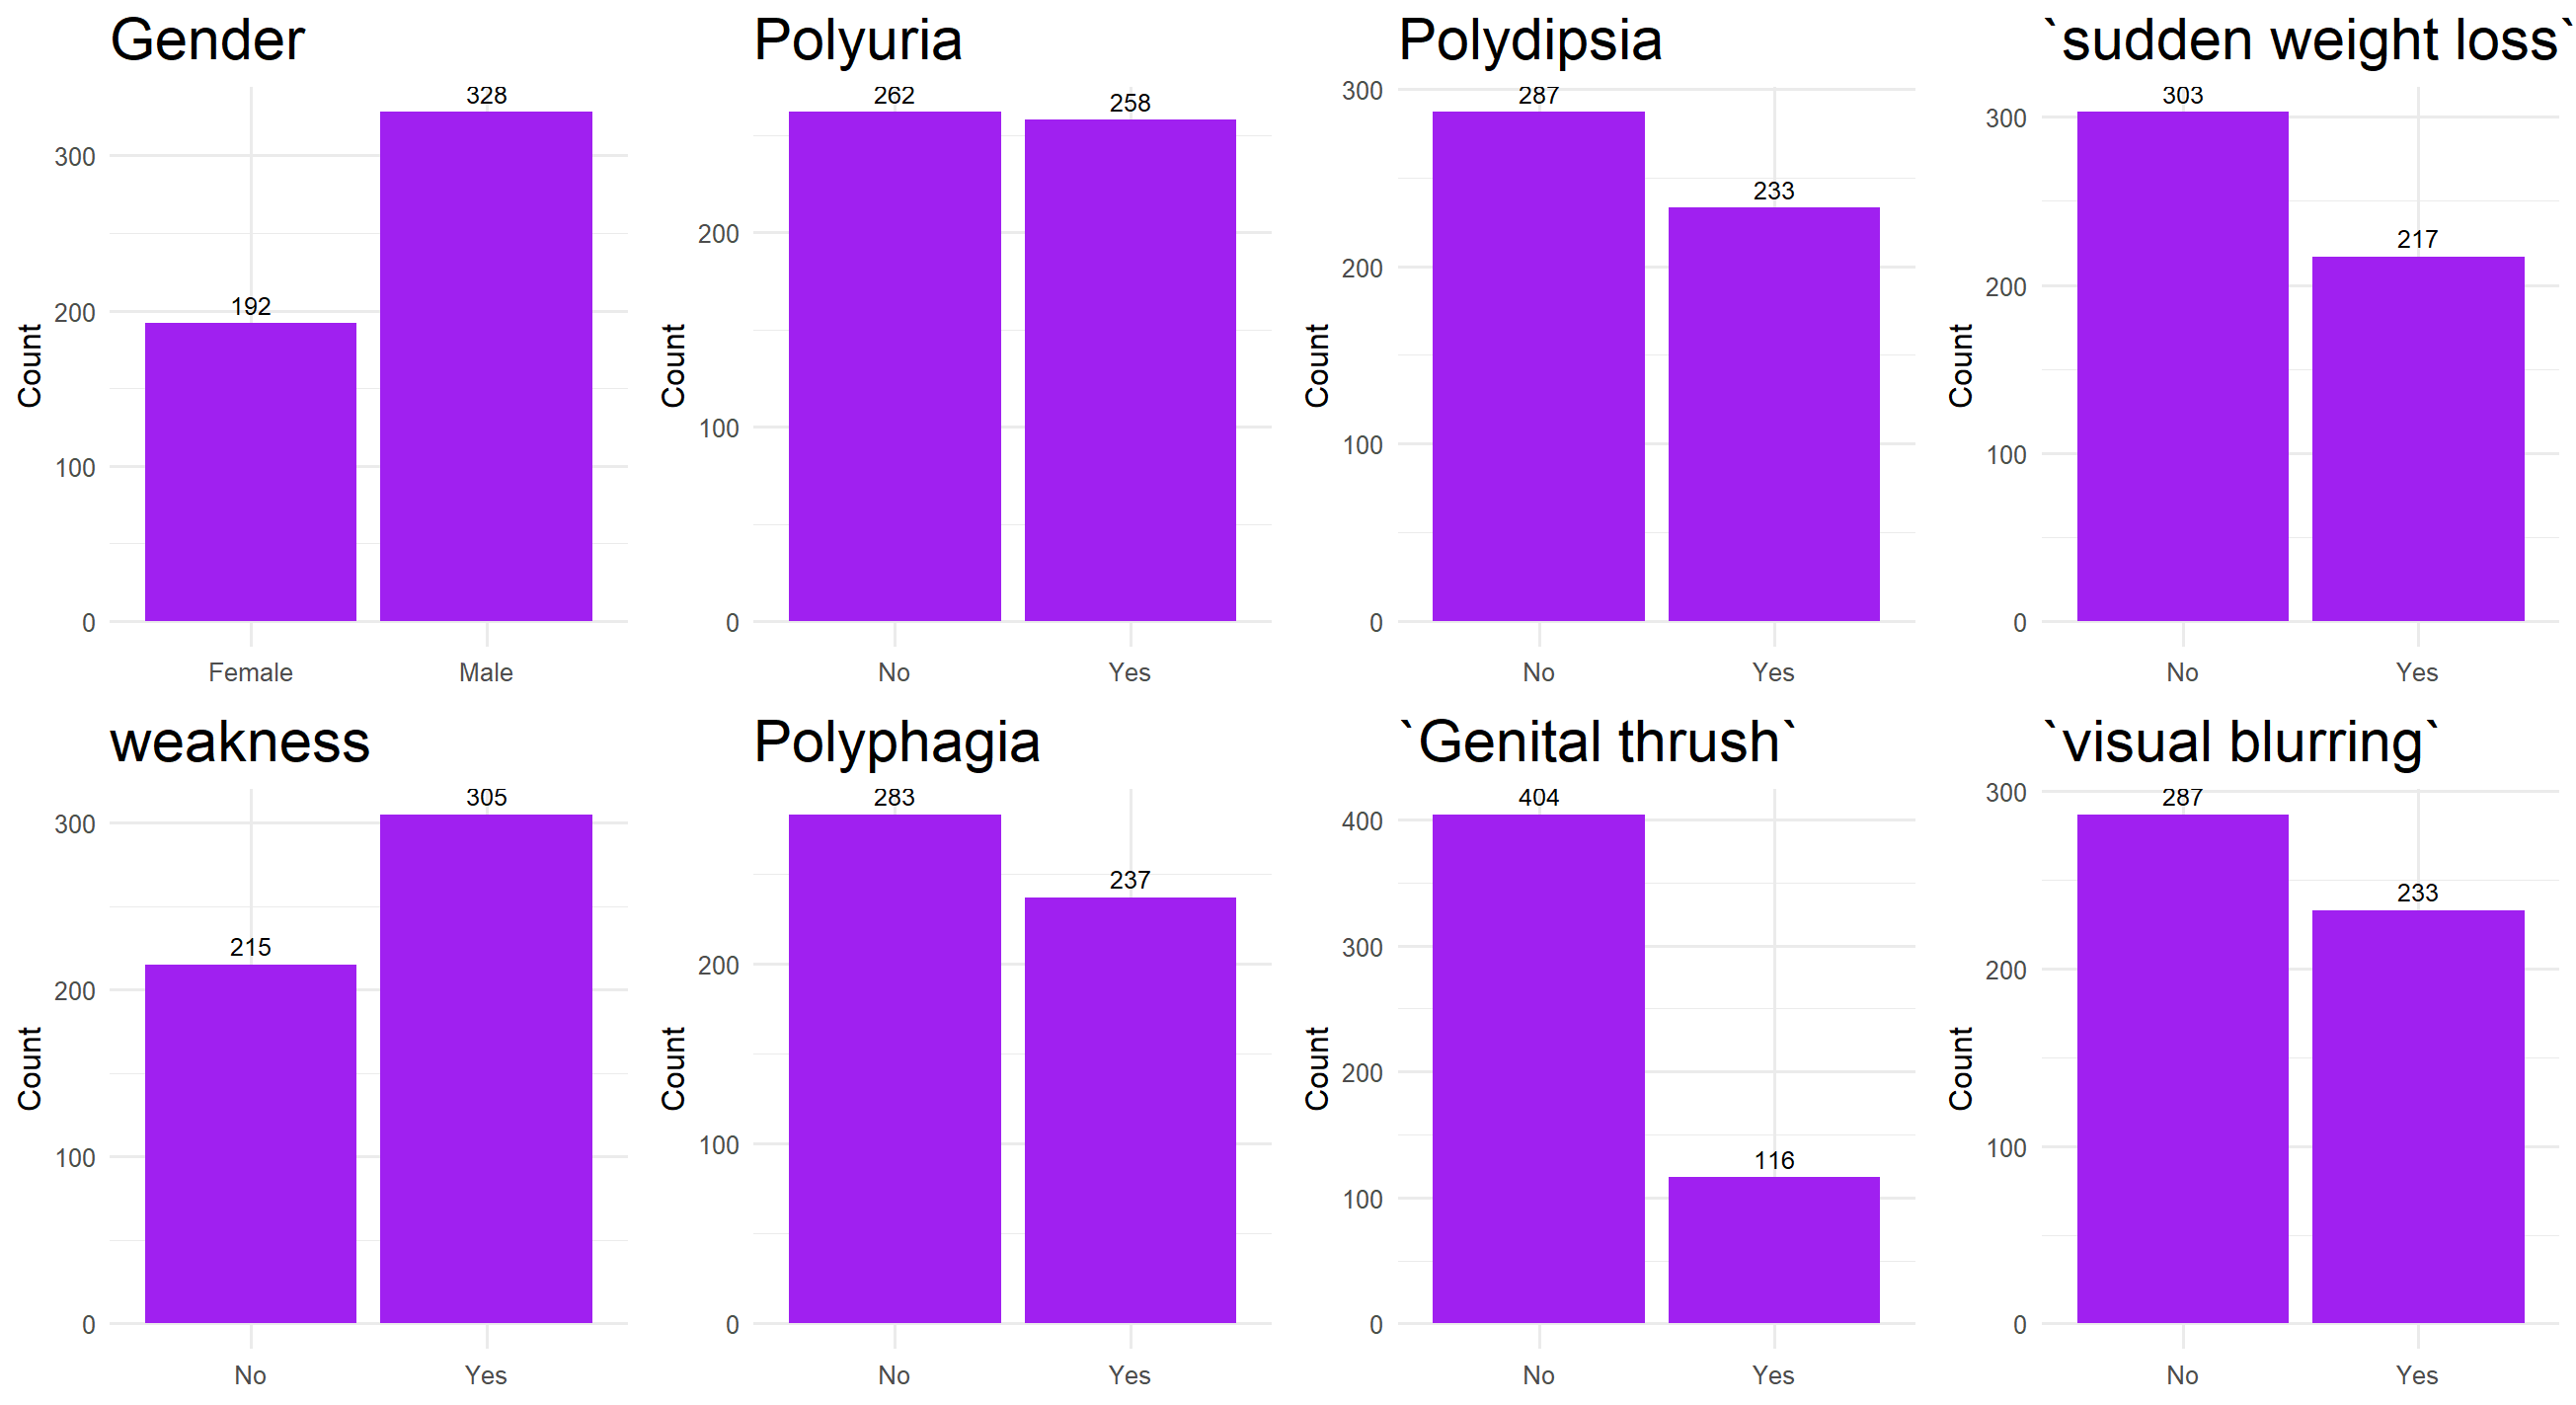 Gender
328
192
300
200
100
0
Count
Female Male
Polyuria
262
258
200
100
0
Count
No Yes
Polydipsia
287
233
300
200
100
0
Count
No Yes
`sudden weight loss`
303
217
300
200
100
0
Count
No Yes
weakness
305
215
300
200
100
0
Count
No Yes
Polyphagia
283
237
200
100
0
Count
No Yes
`Genital thrush`
404
116
400
300
200
100
0
Count
No Yes
`visual blurring`
287
233
300
200
100
0
Count
No Yes